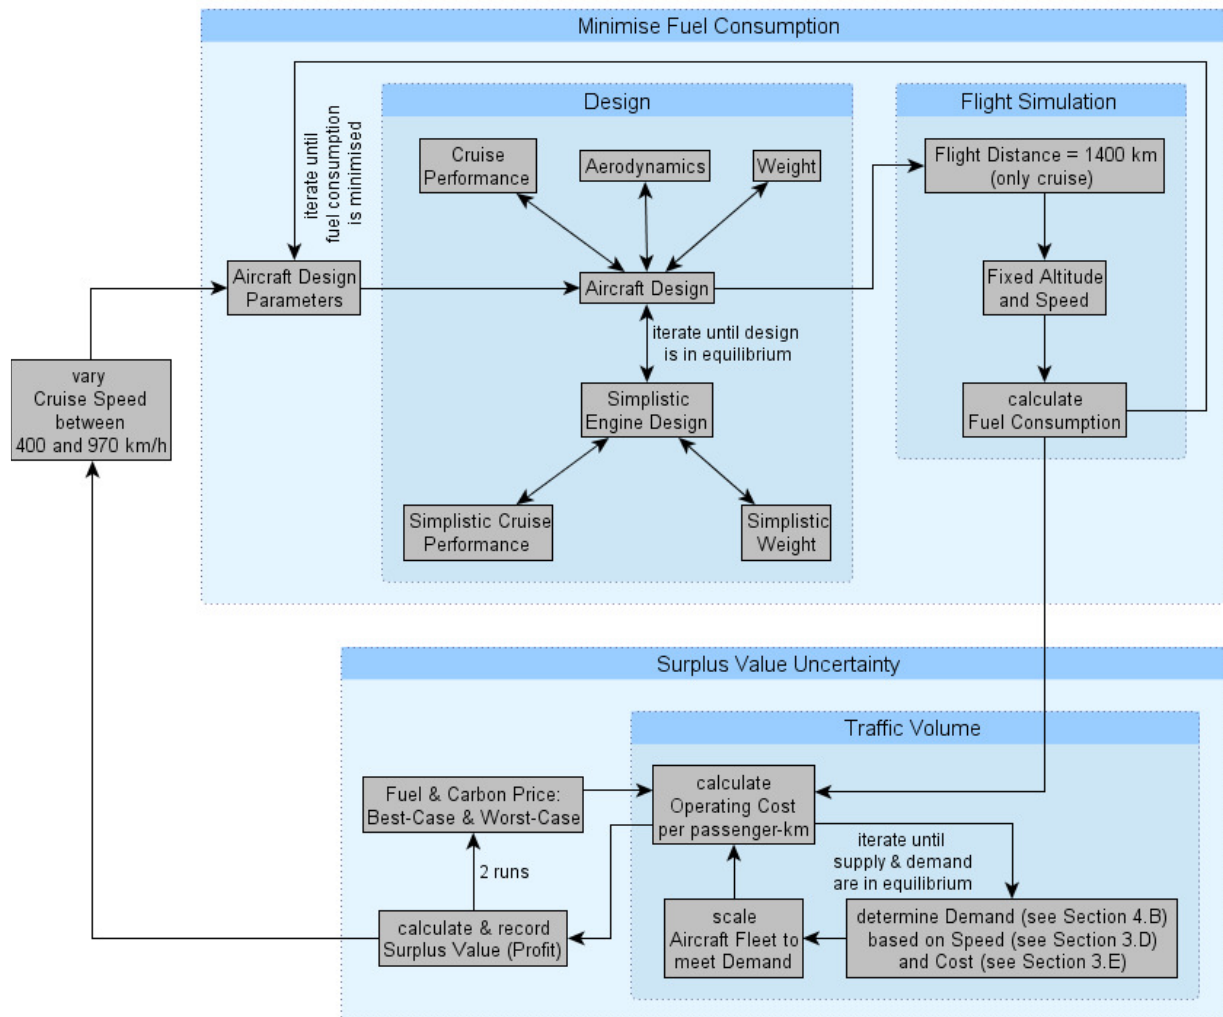 Minimise Fuel Consumption
Design
Flight Simulation
iterate until
fuel consumption
is minimised
Cruise
Performance
Aerodynamics
Weight
Flight Distance = 1400 km
(only cruise)
Aircraft Design
Parameters
Aircraft Design
Fixed Altitude
and Speed
iterate until design
is in equilibrium
vary
Cruise Speed
between
400 and 970 km/h
Simplistic
Engine Design
calculate
Fuel Consumption
Simplistic Cruise
Performance
Simplistic
Weight
Surplus Value Uncertainty
Traffic Volume
Fuel & Carbon Price:
Best-Case & Worst-Case
calculate
Operating Cost
per passenger-km
iterate until
supply & demand
are in equilibrium
2 runs
calculate & record
Surplus Value (Profit)
scale
Aircraft Fleet to
meet Demand
determine Demand (see Section 4.B)
based on Speed (see Section 3.D)
and Cost (see Section 3.E)